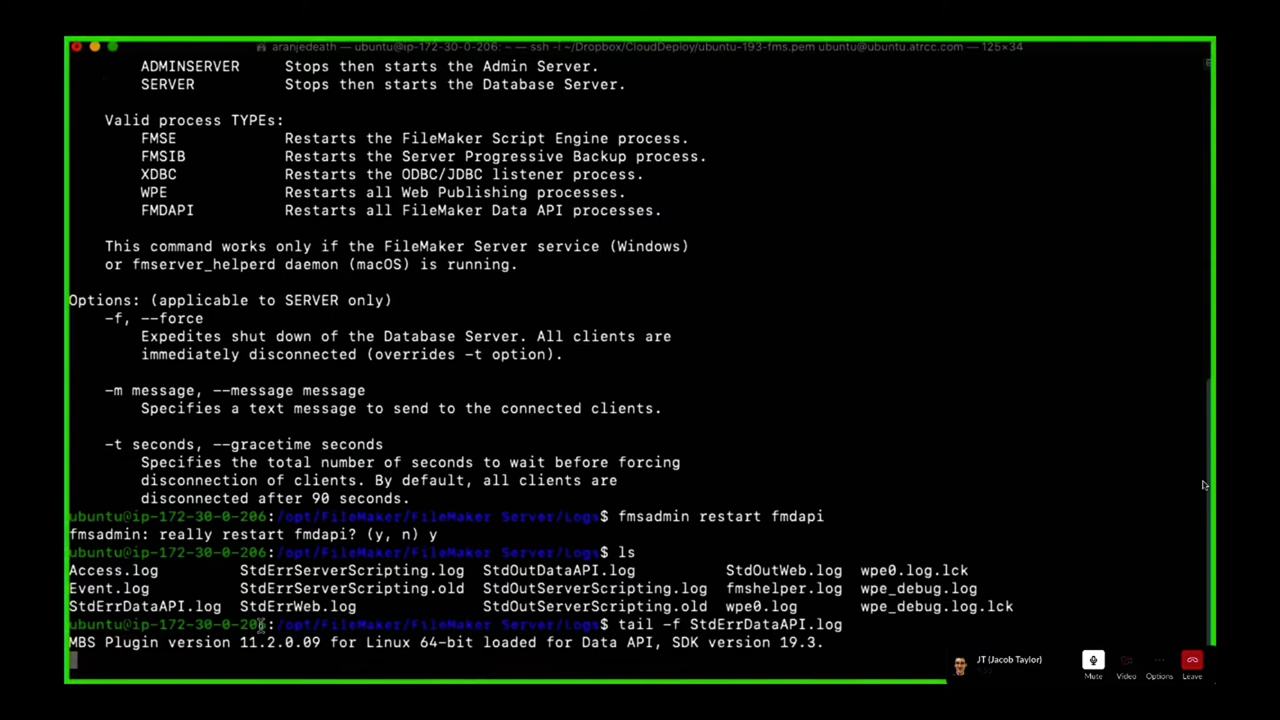 aranjedeath — ubuntu@ip-172-30-0-206: ~ — ssh -i ~/Dropbox/CloudDeploy/ubuntu-193-fms.pem ubuntu@ubuntu.atrcc.com — 125×34
ADMINSERVER Stops then starts the Admin Server.
SERVER Stops then starts the Database Server.
Valid process TYPEs:
FMSE Restarts the FileMaker Script Engine process.
FMSIB Restarts the Server Progressive Backup process.
XDBC Restarts the ODBC/JDBC listener process.
WPE Restarts all Web Publishing processes.
FMDAPI Restarts all FileMaker Data API processes.
This command works only if the FileMaker Server service (Windows)
or fmserver_helperd daemon (macOS) is running.
Options: (applicable to SERVER only)
-f, --force
Expedites shut down of the Database Server. All clients are
immediately disconnected (overrides -t option).
-m message, --message message
Specifies a text message to send to the connected clients.
-t seconds, --gracetime seconds
Specifies the total number of seconds to wait before forcing
disconnection of clients. By default, all clients are
disconnected after 90 seconds.
ubuntu@ip-172-30-0-206:/opt/FileMaker/FileMaker Server/Logs$ fmsadmin restart fmdapi
fmsadmin: really restart fmdapi? (y, n) y
ubuntu@ip-172-30-0-206:/opt/FileMaker/FileMaker Server/Logs$ ls
Access.log StdErrServerScripting.log StdOutDataAPI.log StdOutWeb.log wpe0.log.lck
Event.log StdErrServerScripting.old StdOutServerScripting.log fmshelper.log wpe_debug.log
StdErrDataAPI.log StdErrWeb.log StdOutServerScripting.old wpe0.log wpe_debug.log.lck
ubuntu@ip-172-30-0-206:/opt/FileMaker/FileMaker Server/Logs$ tail -f StdErrDataAPI.log
MBS Plugin version 11.2.0.09 for Linux 64-bit loaded for Data API, SDK version 19.3.
JT (Jacob Taylor)
Mute Video Options Leave